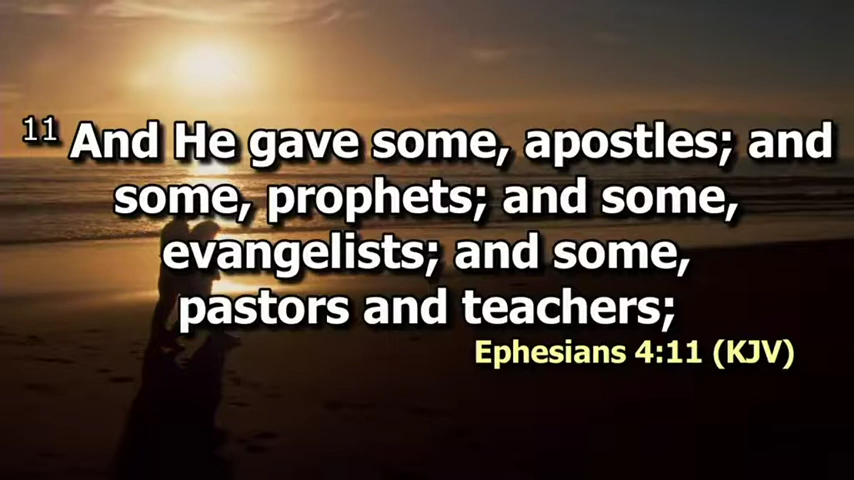 11 And He gave some, apostles; and
some, prophets; and some,
evangelists; and some,
pastors and teachers;
Ephesians 4:11 (KJV)